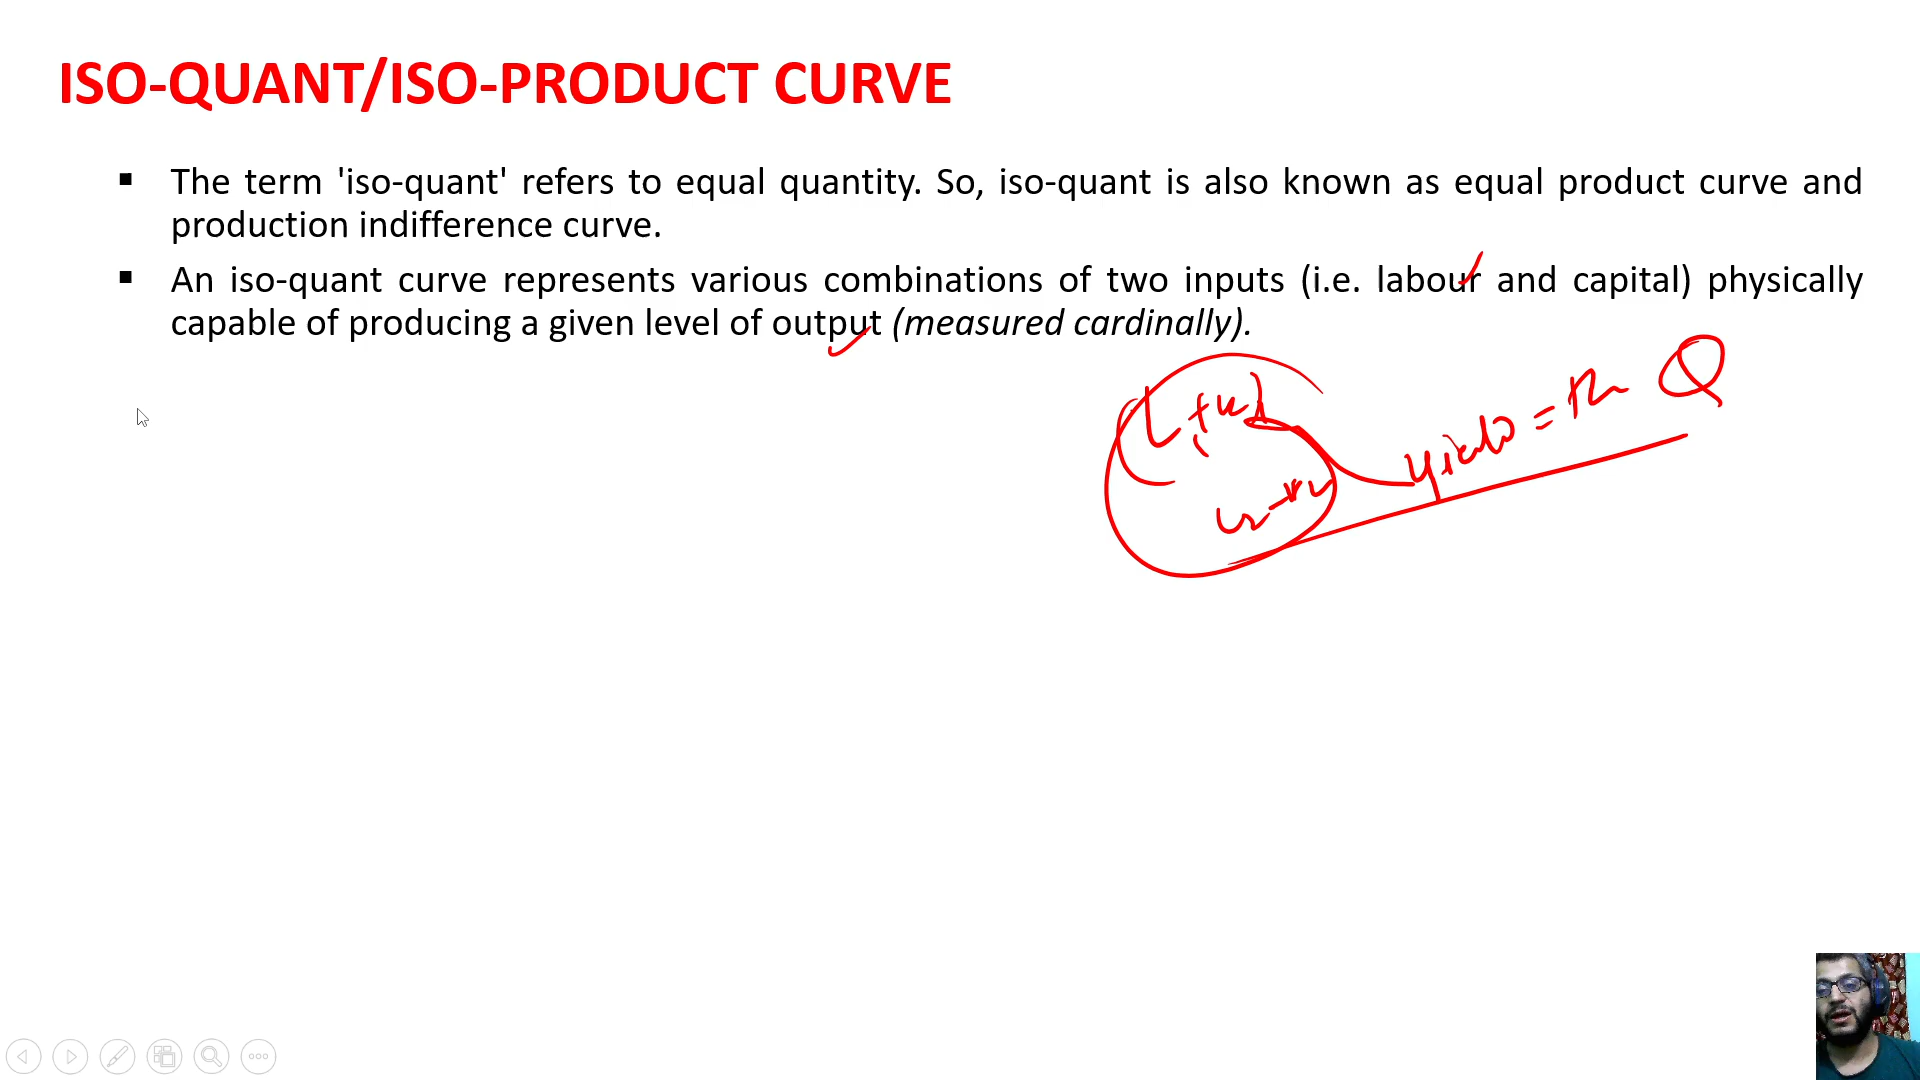 ISO-QUANT/ISO-PRODUCT CURVE
▪ The term 'iso-quant' refers to equal quantity. So, iso-quant is also known as equal product curve and
production indifference curve.
▪ An iso-quant curve represents various combinations of two inputs (i.e. labour and capital) physically
capable of producing a given level of output (measured cardinally).
L + K
yields = Q